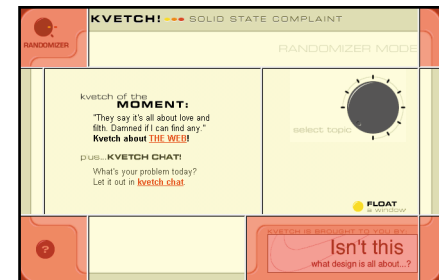 KVETCH! SOLID STATE COMPLAINT
RANDOMIZER
RANDOMIZER MODE
kvetch of the
MOMENT:
"They say it's all about love and
filth. Damned if I can find any."
Kvetch about THE WEB!
plus...KVETCH CHAT!
What's your problem today?
Let it out in kvetch chat.
select topic
FLOAT
a window
?
KVETCH IS BROUGHT TO YOU BY:
Isn't this
what design is all about...?